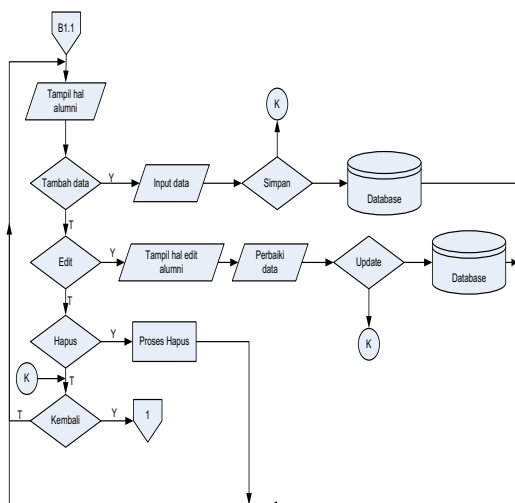 B1.1
Tampil hal
alumni
K
Tambah data
Y
Input data
Simpan
Database
T
Edit
Y
Tampil hal edit
alumni
Perbaiki
data
Update
Database
T
Hapus
Y
Proses Hapus
K
K
T
T
Kembali
Y
1